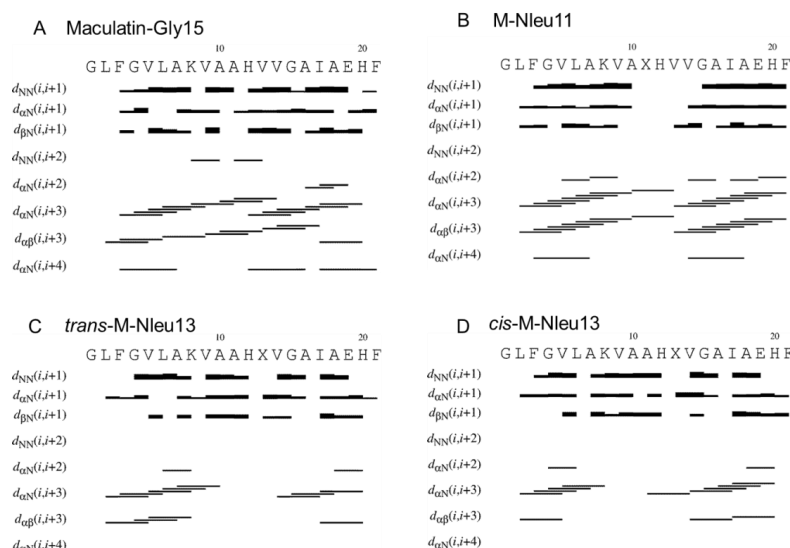 A Maculatin-Gly15
10 20
GLFGVLAKVAAHVVGAIAEHF
dNN(i,i+1)
dαN(i,i+1)
dβN(i,i+1)
dNN(i,i+2)
dαN(i,i+2)
dαN(i,i+3)
dαβ(i,i+3)
dαN(i,i+4)
B M-Nleu11
10 20
GLFGVLAKVAXHVVGAIAEHF
dNN(i,i+1)
dαN(i,i+1)
dβN(i,i+1)
dNN(i,i+2)
dαN(i,i+2)
dαN(i,i+3)
dαβ(i,i+3)
dαN(i,i+4)
C trans-M-Nleu13
10 20
GLFGVLAKVAAHXVGAIAEHF
dNN(i,i+1)
dαN(i,i+1)
dβN(i,i+1)
dNN(i,i+2)
dαN(i,i+2)
dαN(i,i+3)
dαβ(i,i+3)
dαN(i,i+4)
D cis-M-Nleu13
10 20
GLFGVLAKVAAHXVGAIAEHF
dNN(i,i+1)
dαN(i,i+1)
dβN(i,i+1)
dNN(i,i+2)
dαN(i,i+2)
dαN(i,i+3)
dαβ(i,i+3)
dαN(i,i+4)